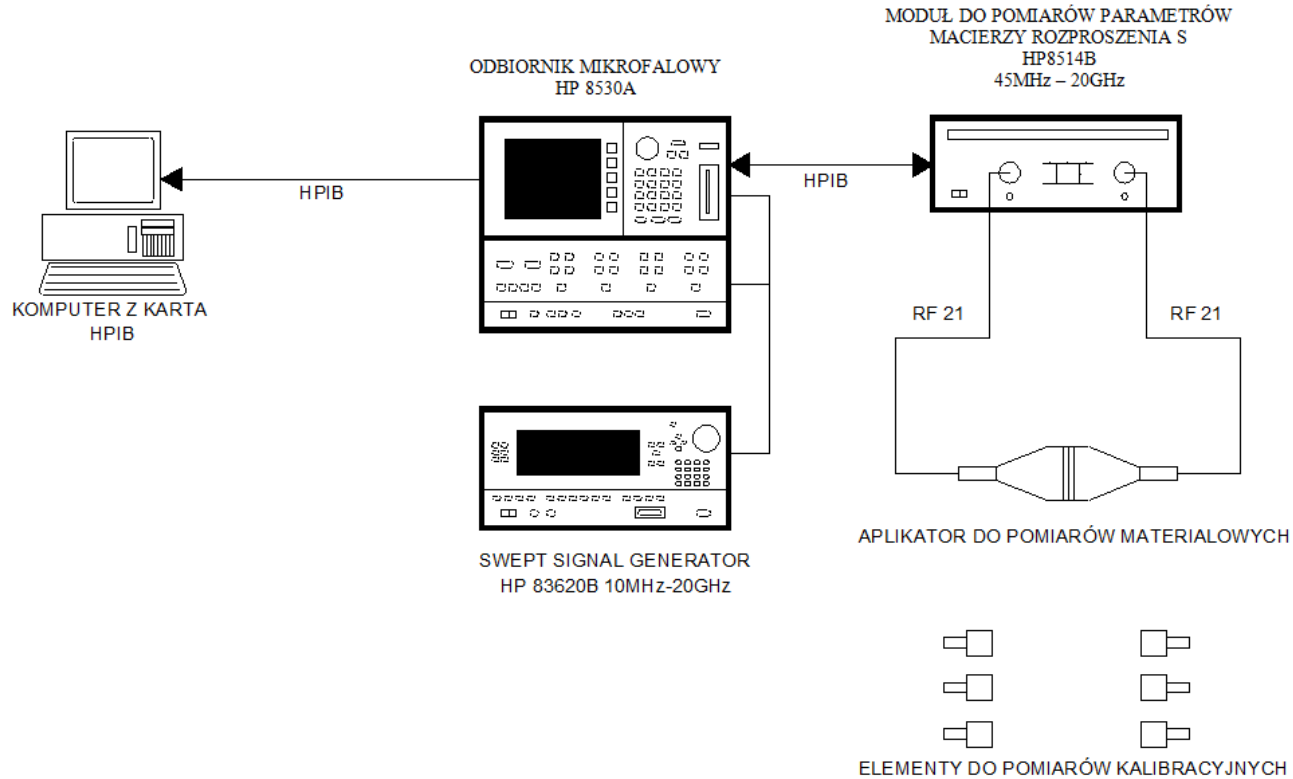 MODUŁ DO POMIARÓW PARAMETRÓW
MACIERZY ROZPROSZENIA S
HP8514B
45MHz – 20GHz
ODBIORNIK MIKROFALOWY
HP 8530A
HPIB
HPIB
KOMPUTER Z KARTA
HPIB
RF 21
RF 21
SWEPT SIGNAL GENERATOR
HP 83620B 10MHz-20GHz
APLIKATOR DO POMIARÓW MATERIALOWYCH
ELEMENTY DO POMIARÓW KALIBRACYJNYCH